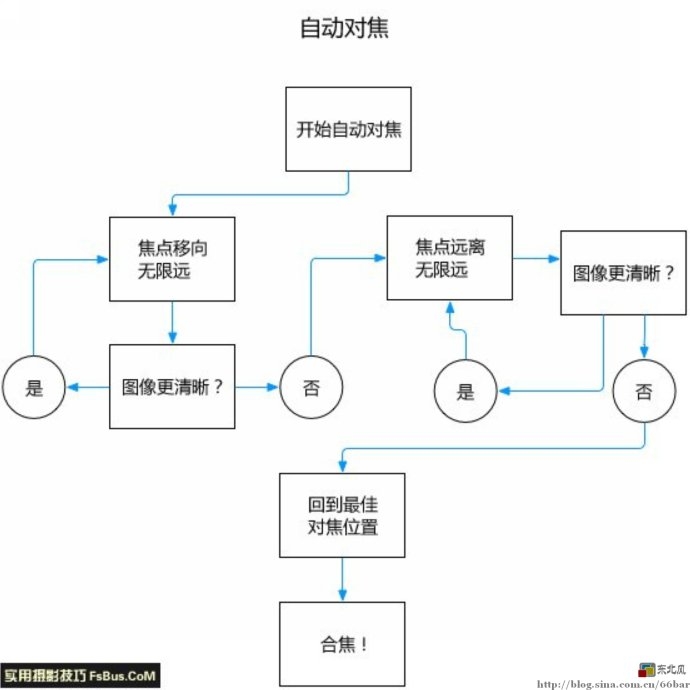 自动对焦
开始自动对焦
焦点移向
无限远
焦点远离
无限远
图像更清晰？
是
图像更清晰？
否
是
否
回到最佳
对焦位置
合焦！
实用摄影技巧 FsBus.CoM
东北瓜
http://blog.sina.com.cn/66bar